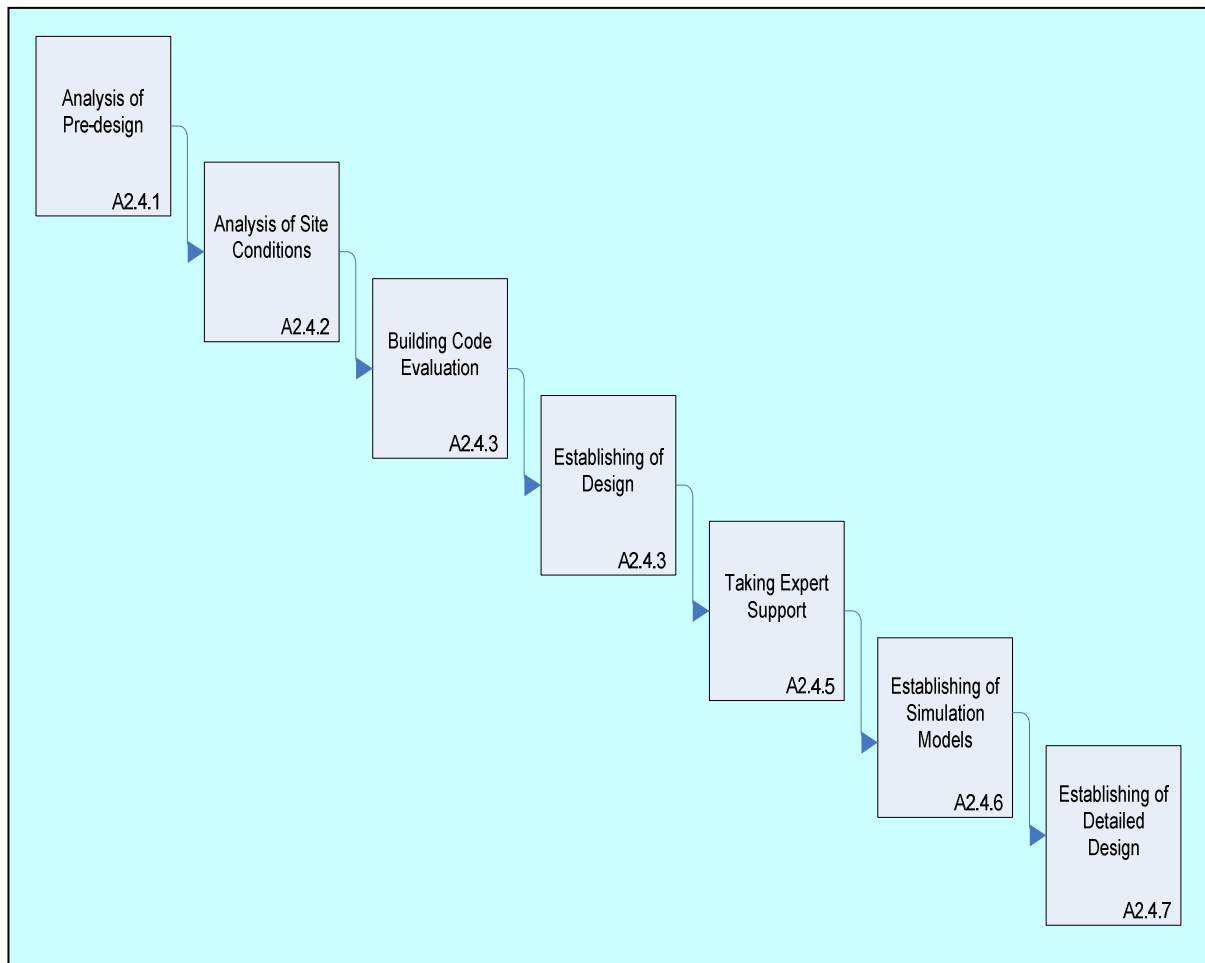 Analysis of
Pre-design
A2.4.1
Analysis of Site
Conditions
A2.4.2
Building Code
Evaluation
A2.4.3
Establishing of
Design
A2.4.3
Taking Expert
Support
A2.4.5
Establishing of
Simulation
Models
A2.4.6
Establishing of
Detailed
Design
A2.4.7